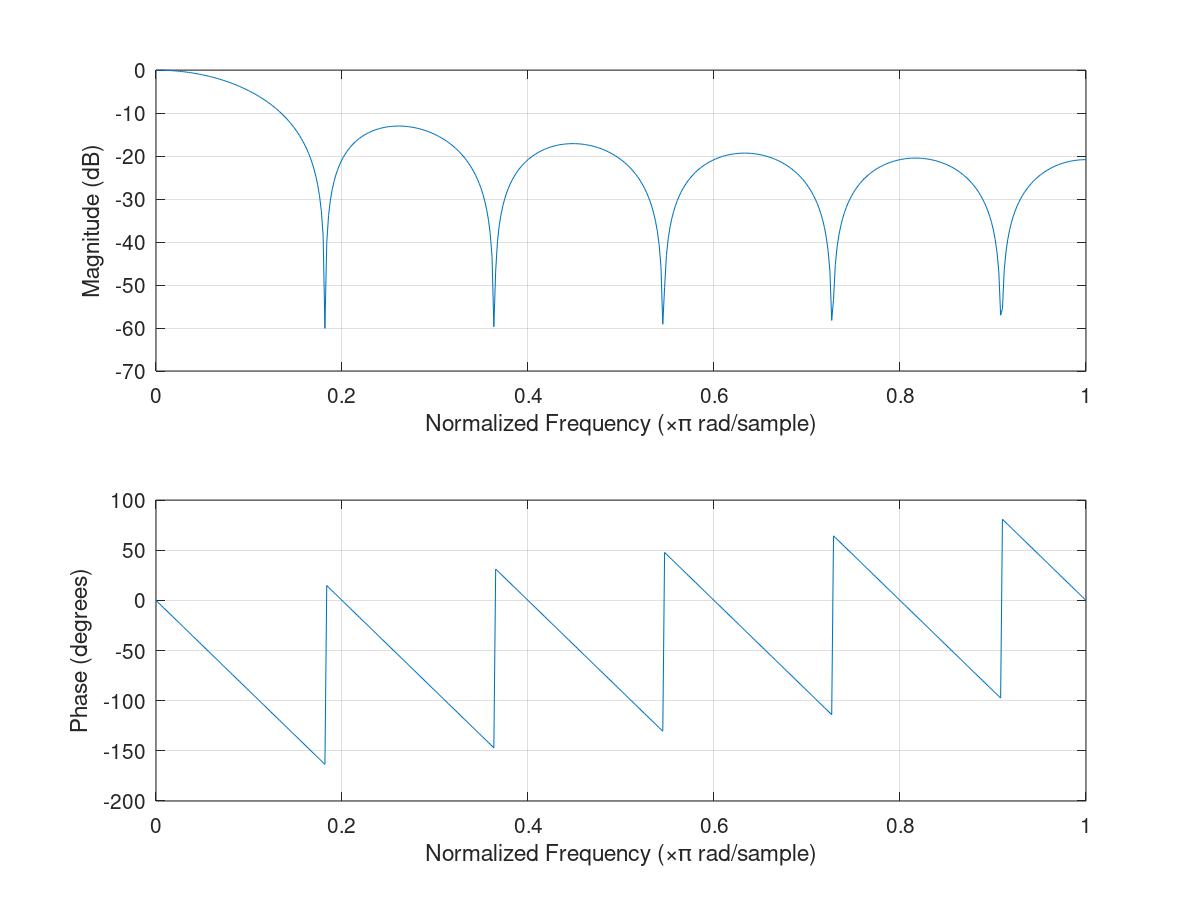 0
-10
-20
-30
-40
-50
-60
-70
Magnitude (dB)
0 0.2 0.4 0.6 0.8 1
Normalized Frequency (×π rad/sample)
100
50
0
-50
-100
-150
-200
Phase (degrees)
0 0.2 0.4 0.6 0.8 1
Normalized Frequency (×π rad/sample)